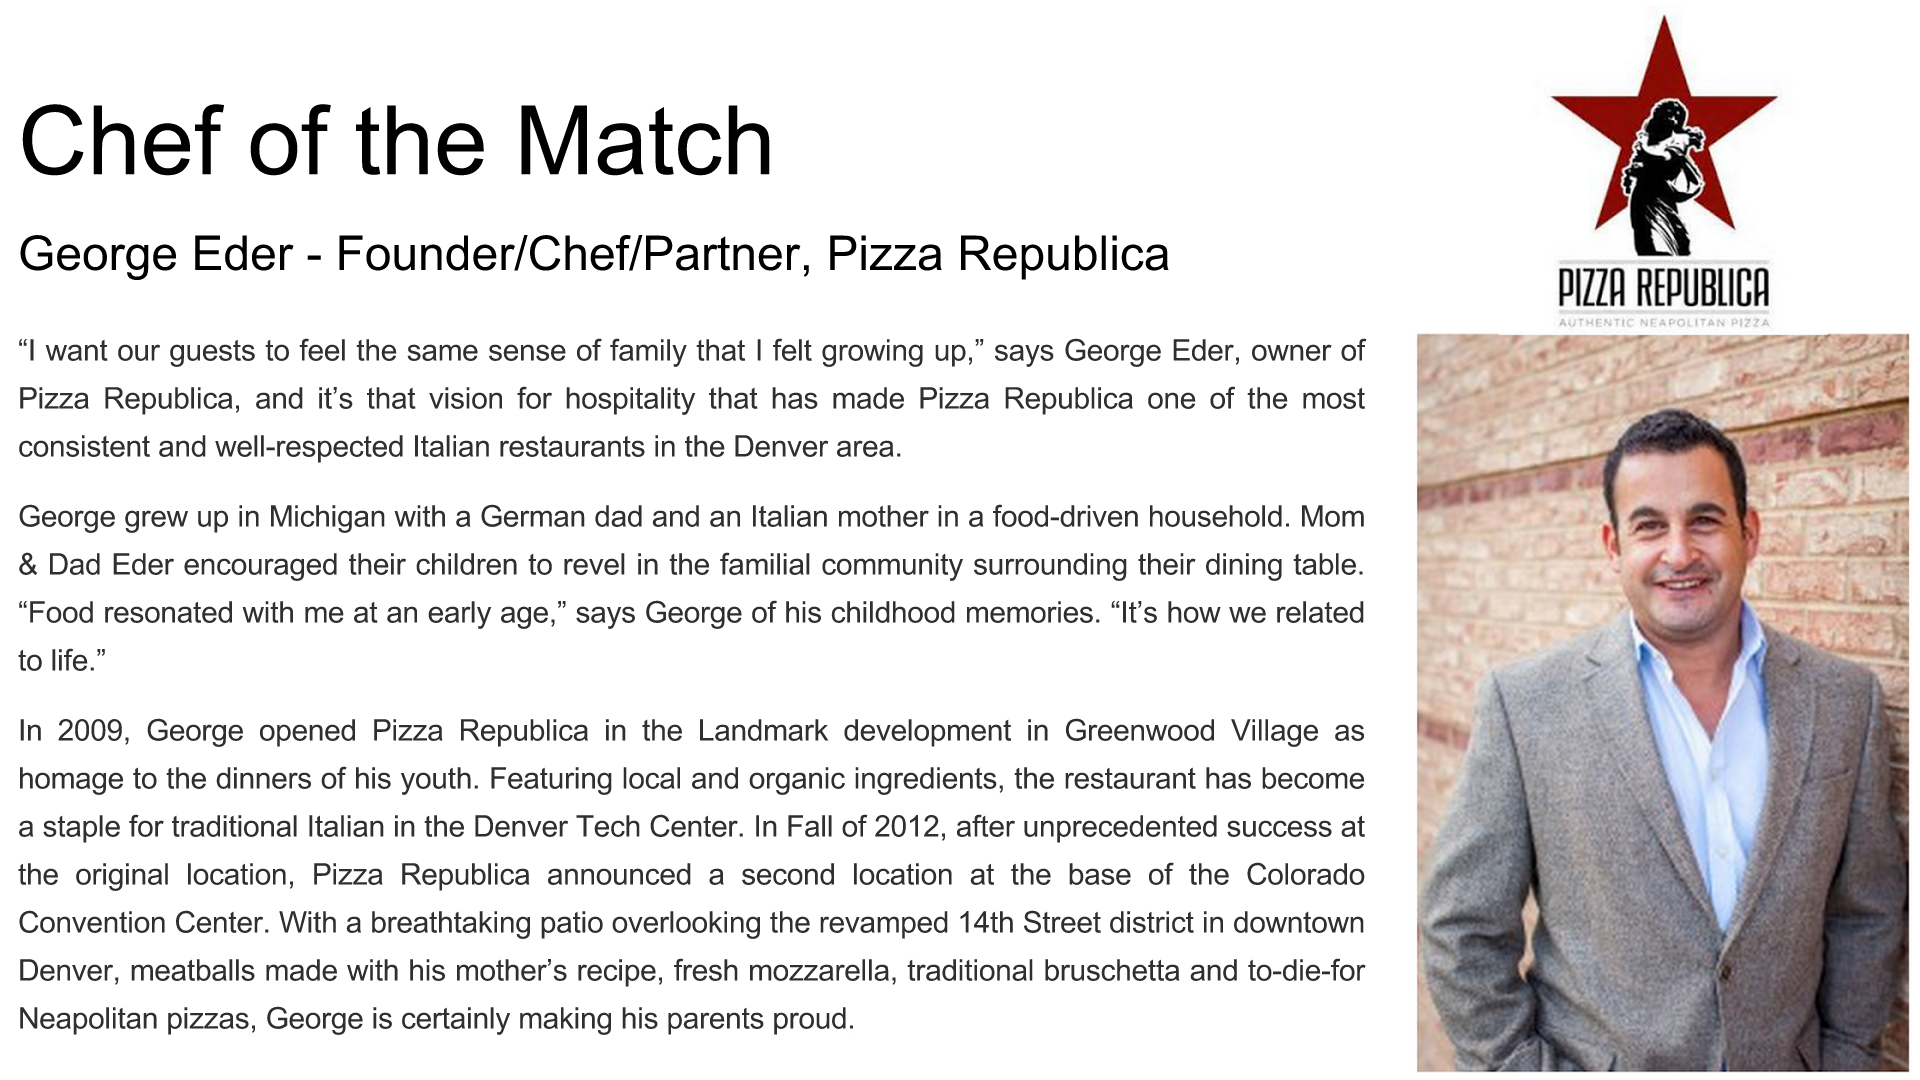 Chef of the Match
George Eder - Founder/Chef/Partner, Pizza Republica
“I want our guests to feel the same sense of family that I felt growing up,” says George Eder, owner of
Pizza Republica, and it’s that vision for hospitality that has made Pizza Republica one of the most
consistent and well-respected Italian restaurants in the Denver area.
George grew up in Michigan with a German dad and an Italian mother in a food-driven household. Mom
& Dad Eder encouraged their children to revel in the familial community surrounding their dining table.
“Food resonated with me at an early age,” says George of his childhood memories. “It’s how we related
to life.”
In 2009, George opened Pizza Republica in the Landmark development in Greenwood Village as
homage to the dinners of his youth. Featuring local and organic ingredients, the restaurant has become
a staple for traditional Italian in the Denver Tech Center. In Fall of 2012, after unprecedented success at
the original location, Pizza Republica announced a second location at the base of the Colorado
Convention Center. With a breathtaking patio overlooking the revamped 14th Street district in downtown
Denver, meatballs made with his mother’s recipe, fresh mozzarella, traditional bruschetta and to-die-for
Neapolitan pizzas, George is certainly making his parents proud.
PIZZA REPUBLICA
AUTHENTIC NEAPOLITAN PIZZA